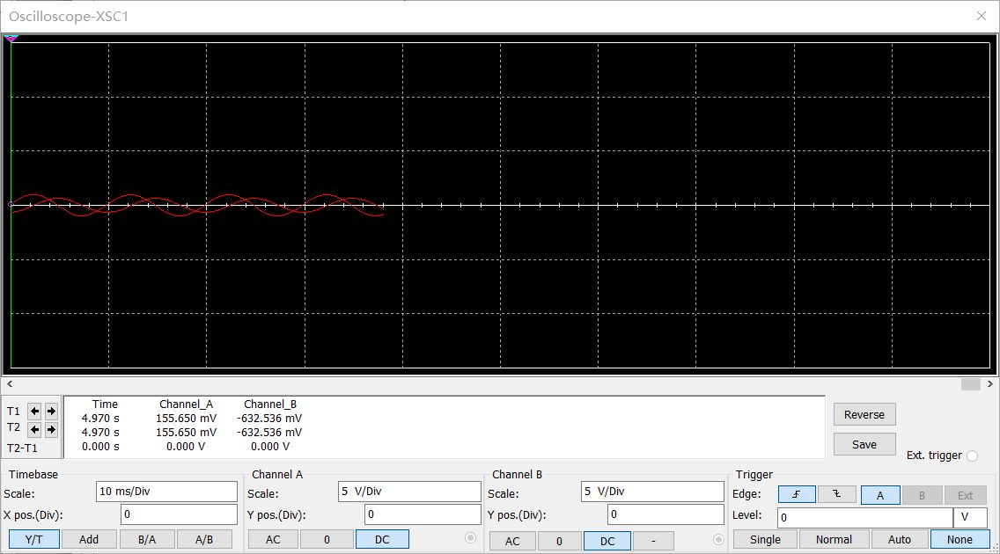 Oscilloscope-XSC1
T1
T2
T2-T1
Time Channel_A Channel_B
4.970 s 155.650 mV -632.536 mV
4.970 s 155.650 mV -632.536 mV
0.000 s 0.000 V 0.000 V
Reverse
Save
Ext. trigger
Timebase
Scale: 10 ms/Div
X pos.(Div): 0
Y/T Add B/A A/B
Channel A
Scale: 5 V/Div
Y pos.(Div): 0
AC 0 DC
Channel B
Scale: 5 V/Div
Y pos.(Div): 0
AC 0 DC -
Trigger
Edge: A B Ext
Level: 0 V
Single Normal Auto None